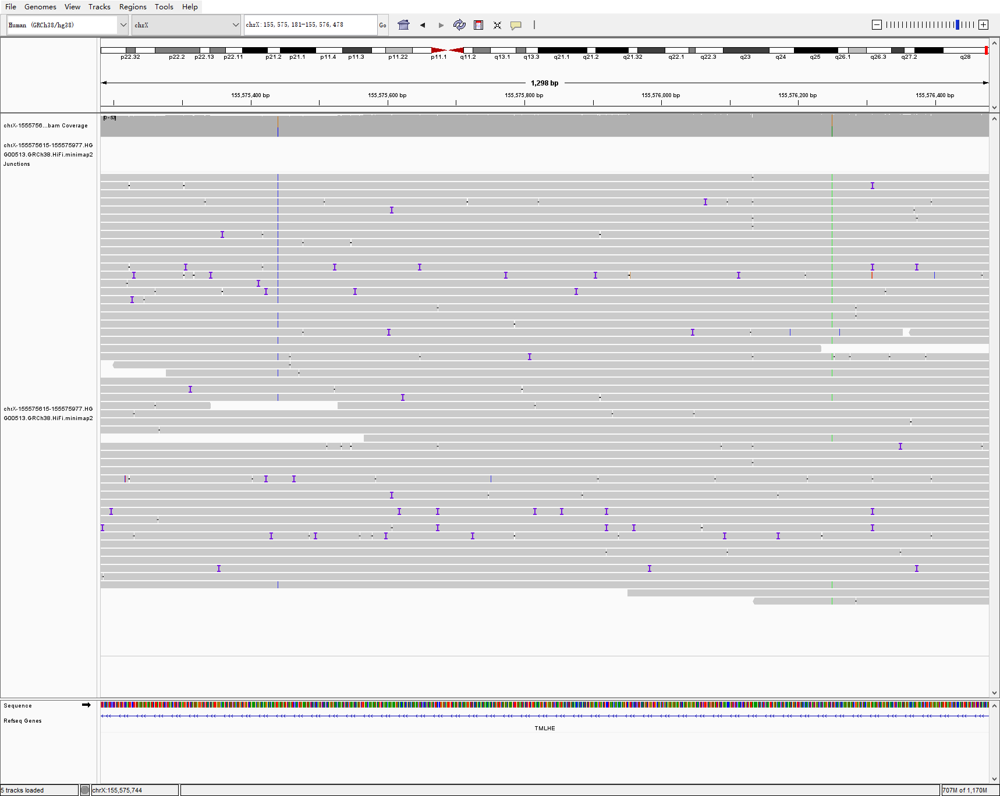 File Genomes View Tracks Regions Tools Help
Human (GRCh38/hg38) chrX chrX:155,575,181-155,576,478 Go
p22.32 p22.2 p22.13 p22.11 p21.2 p21.1 p11.4 p11.3 p11.22 p11.1 q11.2 q13.1 q13.3 q21.1 q21.2 q21.32 q22.1 q22.3 q23 q24 q25 q26.1 q26.3 q27.2 q28
1,298 bp
155,575,400 bp 155,575,600 bp 155,575,800 bp 155,576,000 bp 155,576,200 bp 155,576,400 bp
[0-53]
chrX-1555756...bam Coverage
chrX-155575615-155575977.HG
G00513.GRCh38.HiFi.minimap2
Junctions
chrX-155575615-155575977.HG
G00513.GRCh38.HiFi.minimap2
Sequence
Refseq Genes
TMLHE
5 tracks loaded chrX:155,575,744 707M of 1,170M